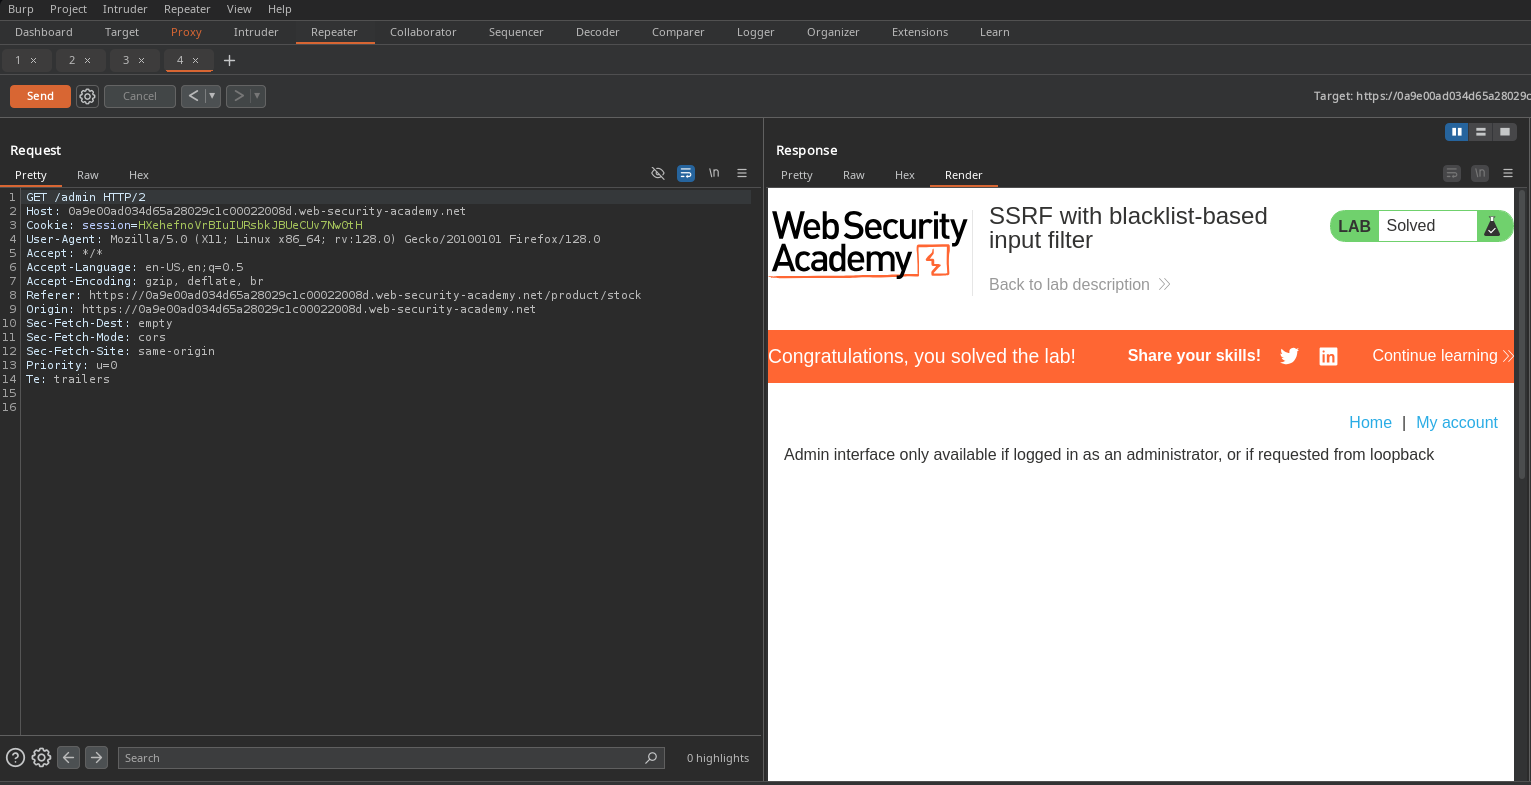 Burp Project Intruder Repeater View Help
Dashboard Target Proxy Intruder Repeater Collaborator Sequencer Decoder Comparer Logger Organizer Extensions Learn
1 × 2 × 3 × 4 × +
Send Cancel < ▼ > ▼ Target: https://0a9e00ad034d65a28029c
Request
Pretty Raw Hex \n
1 GET /admin HTTP/2
2 Host: 0a9e00ad034d65a28029c1c00022008d.web-security-academy.net
3 Cookie: session=HXehefnoVrBIuIURsbkJBUeCUv7NwOtH
4 User-Agent: Mozilla/5.0 (X11; Linux x86_64; rv:128.0) Gecko/20100101 Firefox/128.0
5 Accept: */*
6 Accept-Language: en-US,en;q=0.5
7 Accept-Encoding: gzip, deflate, br
8 Referer: https://0a9e00ad034d65a28029c1c00022008d.web-security-academy.net/product/stock
9 Origin: https://0a9e00ad034d65a28029c1c00022008d.web-security-academy.net
10 Sec-Fetch-Dest: empty
11 Sec-Fetch-Mode: cors
12 Sec-Fetch-Site: same-origin
13 Priority: u=0
14 Te: trailers
15
16
Search 0 highlights
Response
Pretty Raw Hex Render \n
Web Security
Academy
SSRF with blacklist-based
input filter
Back to lab description
LAB Solved
Congratulations, you solved the lab! Share your skills! Continue learning
Home | My account
Admin interface only available if logged in as an administrator, or if requested from loopback